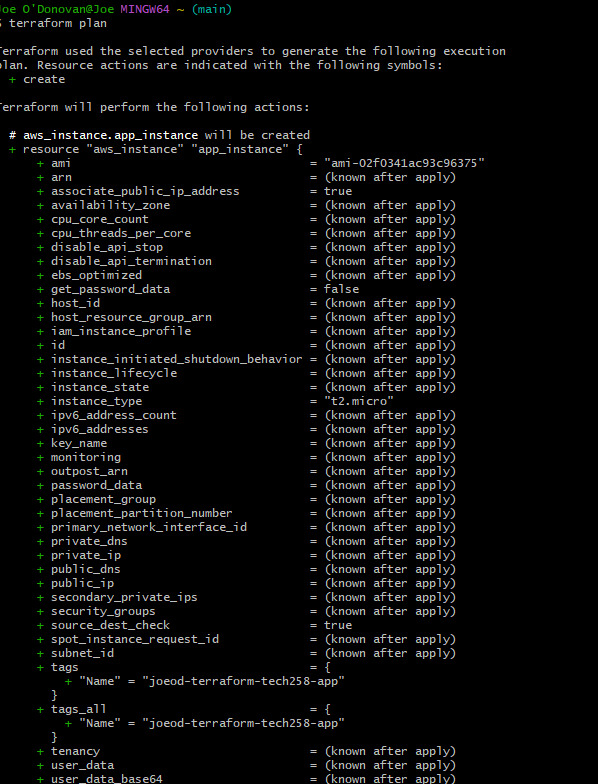 Joe O'Donovan@Joe MINGW64 ~ (main)
$ terraform plan
Terraform used the selected providers to generate the following execution
plan. Resource actions are indicated with the following symbols:
+ create
Terraform will perform the following actions:
# aws_instance.app_instance will be created
+ resource "aws_instance" "app_instance" {
+ ami = "ami-02f0341ac93c96375"
+ arn = (known after apply)
+ associate_public_ip_address = true
+ availability_zone = (known after apply)
+ cpu_core_count = (known after apply)
+ cpu_threads_per_core = (known after apply)
+ disable_api_stop = (known after apply)
+ disable_api_termination = (known after apply)
+ ebs_optimized = (known after apply)
+ get_password_data = false
+ host_id = (known after apply)
+ host_resource_group_arn = (known after apply)
+ iam_instance_profile = (known after apply)
+ id = (known after apply)
+ instance_initiated_shutdown_behavior = (known after apply)
+ instance_lifecycle = (known after apply)
+ instance_state = (known after apply)
+ instance_type = "t2.micro"
+ ipv6_address_count = (known after apply)
+ ipv6_addresses = (known after apply)
+ key_name = (known after apply)
+ monitoring = (known after apply)
+ outpost_arn = (known after apply)
+ password_data = (known after apply)
+ placement_group = (known after apply)
+ placement_partition_number = (known after apply)
+ primary_network_interface_id = (known after apply)
+ private_dns = (known after apply)
+ private_ip = (known after apply)
+ public_dns = (known after apply)
+ public_ip = (known after apply)
+ secondary_private_ips = (known after apply)
+ security_groups = (known after apply)
+ source_dest_check = true
+ spot_instance_request_id = (known after apply)
+ subnet_id = (known after apply)
+ tags = {
+ "Name" = "joeod-terraform-tech258-app"
}
+ tags_all = {
+ "Name" = "joeod-terraform-tech258-app"
}
+ tenancy = (known after apply)
+ user_data = (known after apply)
+ user_data_base64 = (known after apply)